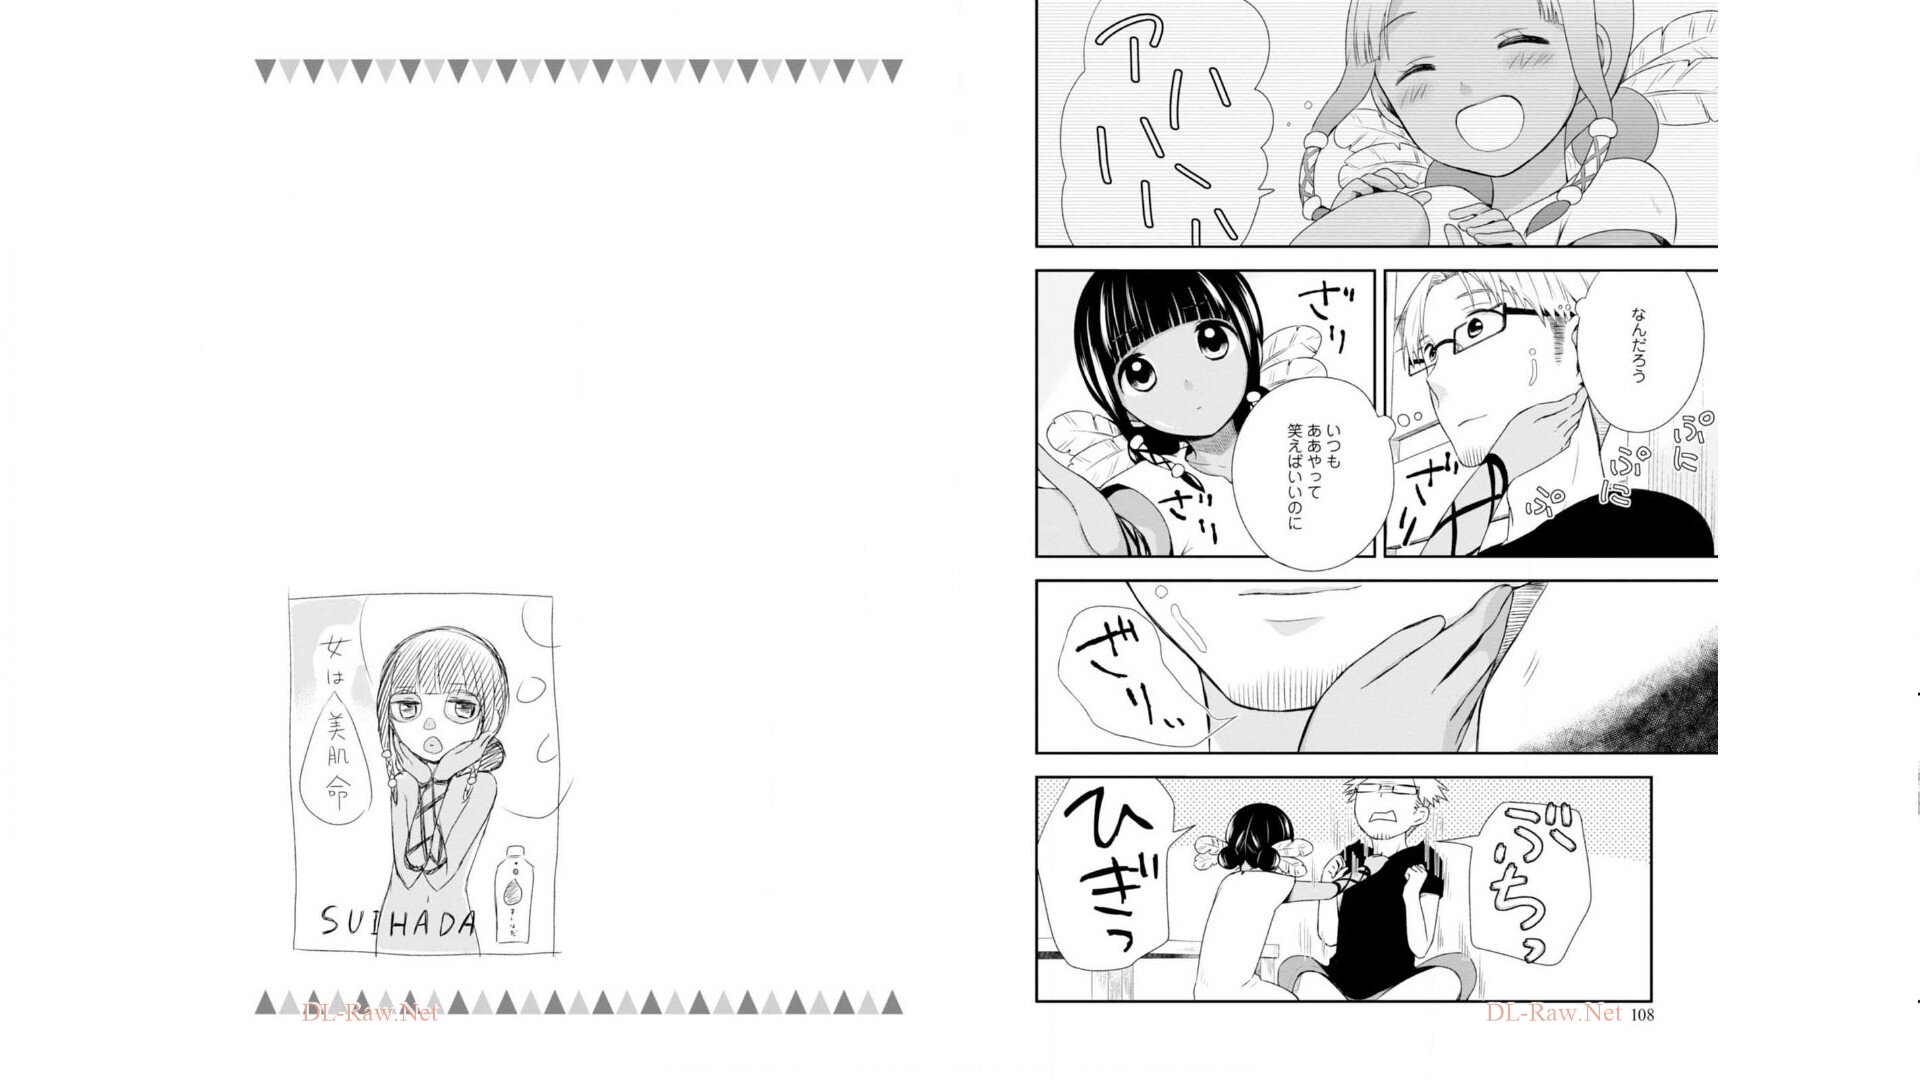 アハハハハハ
なんだろう
ぷに
ぷに
ぷ
ざり
いつも
ああやって
笑えばいいのに
ざり
ざり
ざり
ぶちっ
ひぎっ
DL-Raw.Net
108
女は
美肌命
SUIHADA
DL-Raw.Net